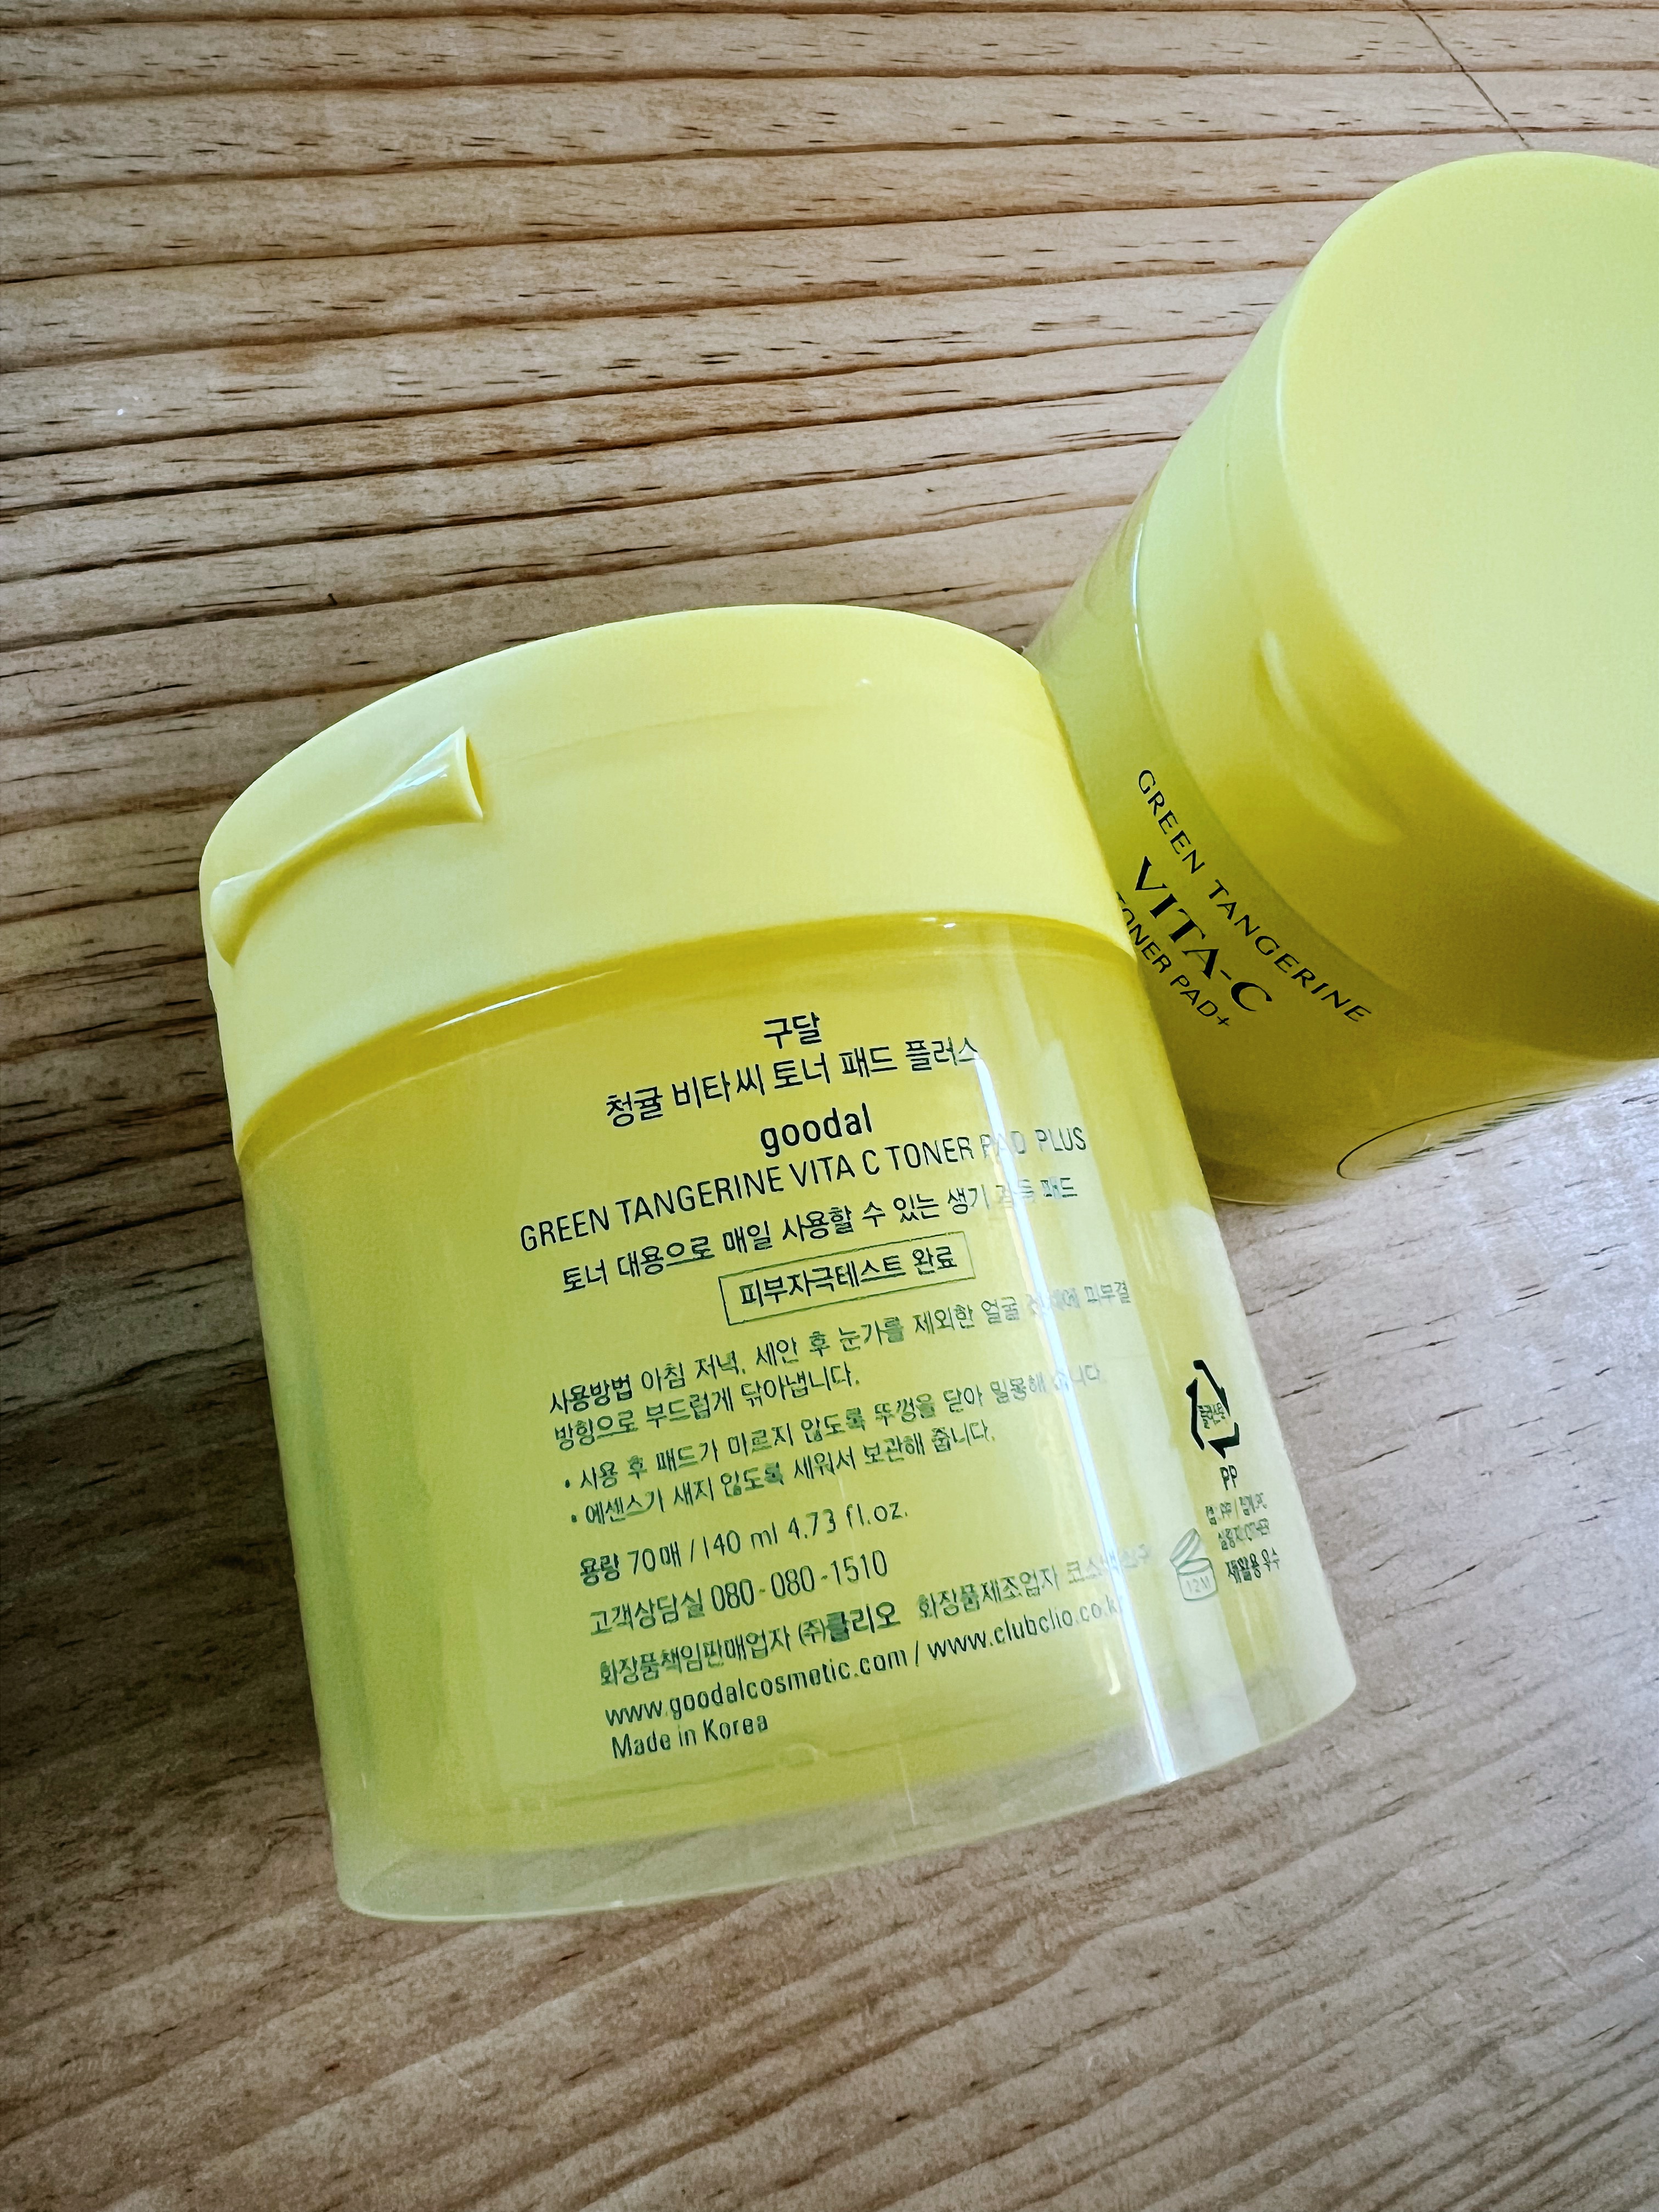 구달
청귤 비타씨 토너 패드 플러스
goodal
GREEN TANGERINE VITA C TONER PAD PLUS
토너 대용으로 매일 사용할 수 있는 생기 패드
피부자극테스트 완료
사용방법 아침 저녁, 세안 후 눈가를 제외한 얼굴 전체에 피부결
방향으로 부드럽게 닦아냅니다.
• 사용 후 패드가 마르지 않도록 뚜껑을 닫아 밀봉해 줍니다.
• 에센스가 새지 않도록 세워서 보관해 줍니다.
용량 70매 / 140 ml 4.73 fl.oz.
고객상담실 080-080-1510
화장품책임판매업자 (주)클리오 화장품제조업자
www.goodalcosmetic.com / www.clubclio.co.kr
Made in Korea
플라스틱
PP
재활용 우수
12M
GREEN TANGERINE
VITA-C
TONER PAD+